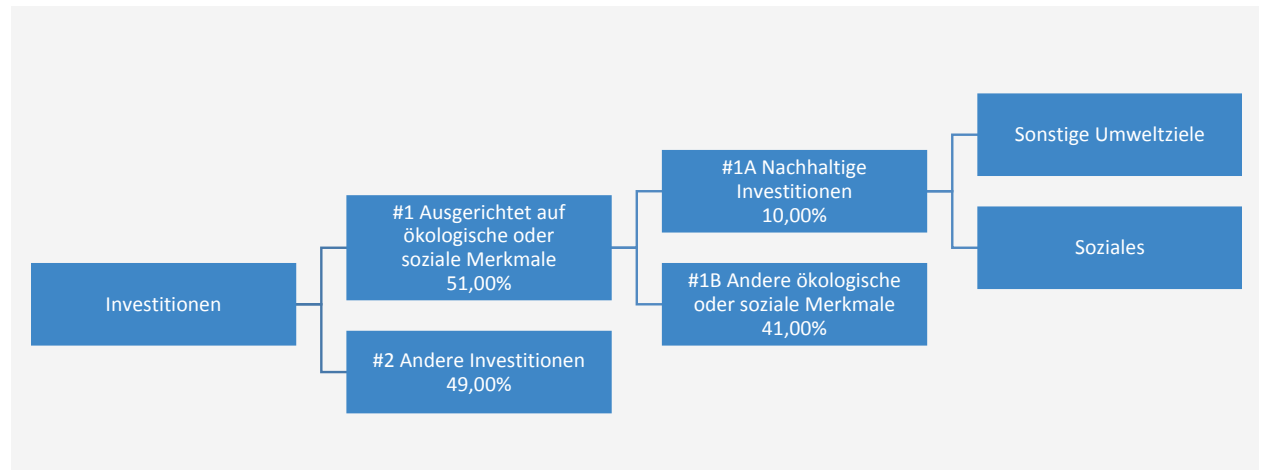 Investitionen
#1 Ausgerichtet auf
ökologische oder
soziale Merkmale
51,00%
#2 Andere Investitionen
49,00%
#1A Nachhaltige
Investitionen
10,00%
#1B Andere ökologische
oder soziale Merkmale
41,00%
Sonstige Umweltziele
Soziales